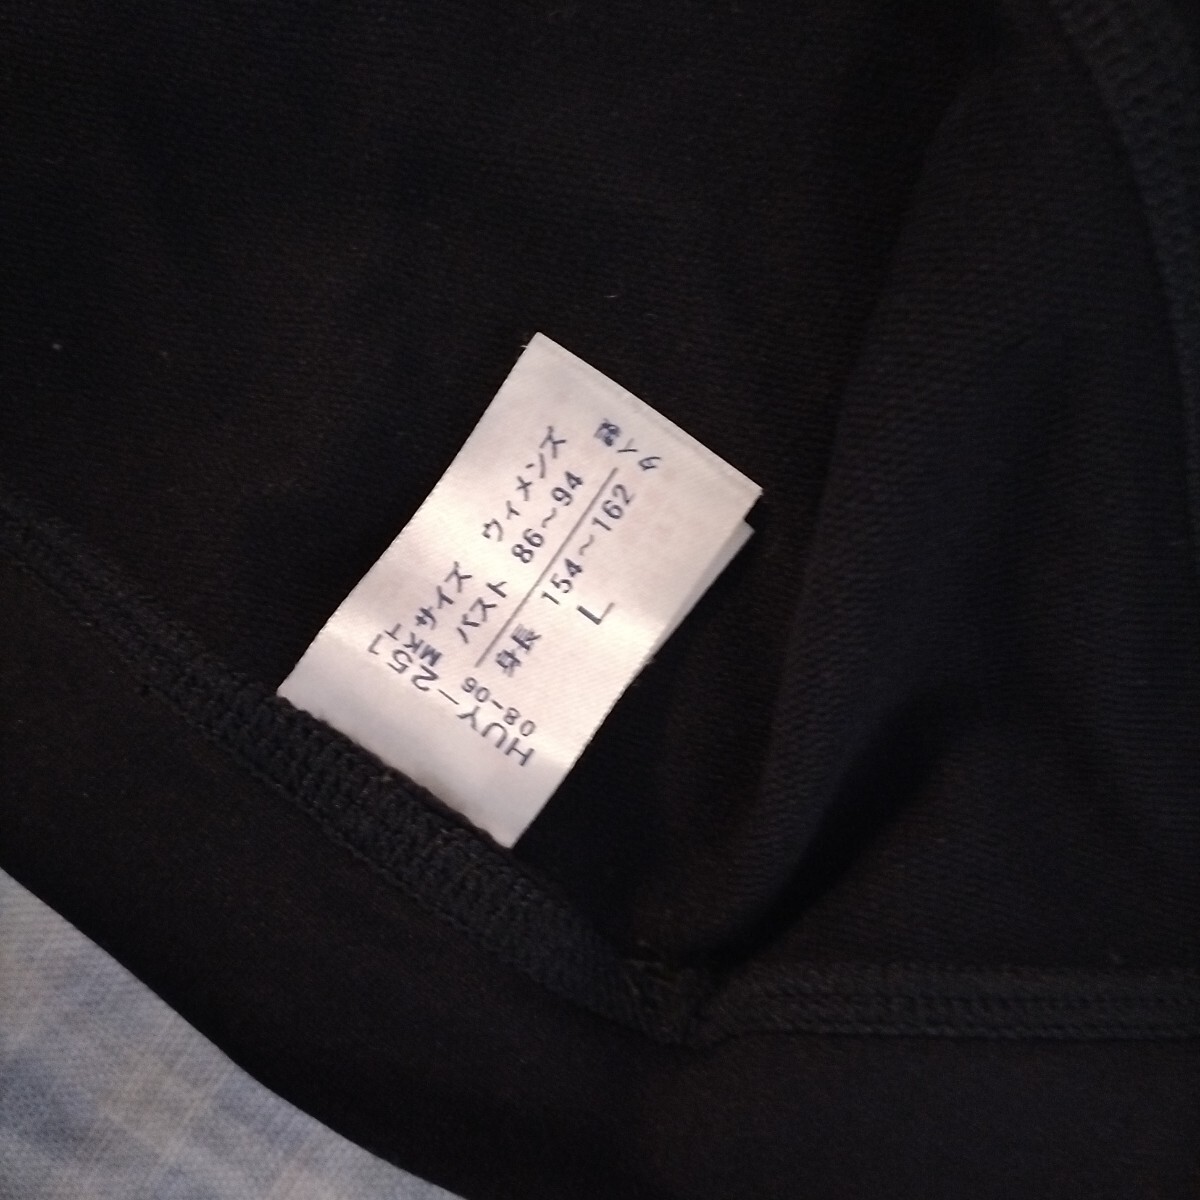 サイズ ウィメンズ
バスト 86～94
身長 154～162
L
HUY-25J
08-06 MKT